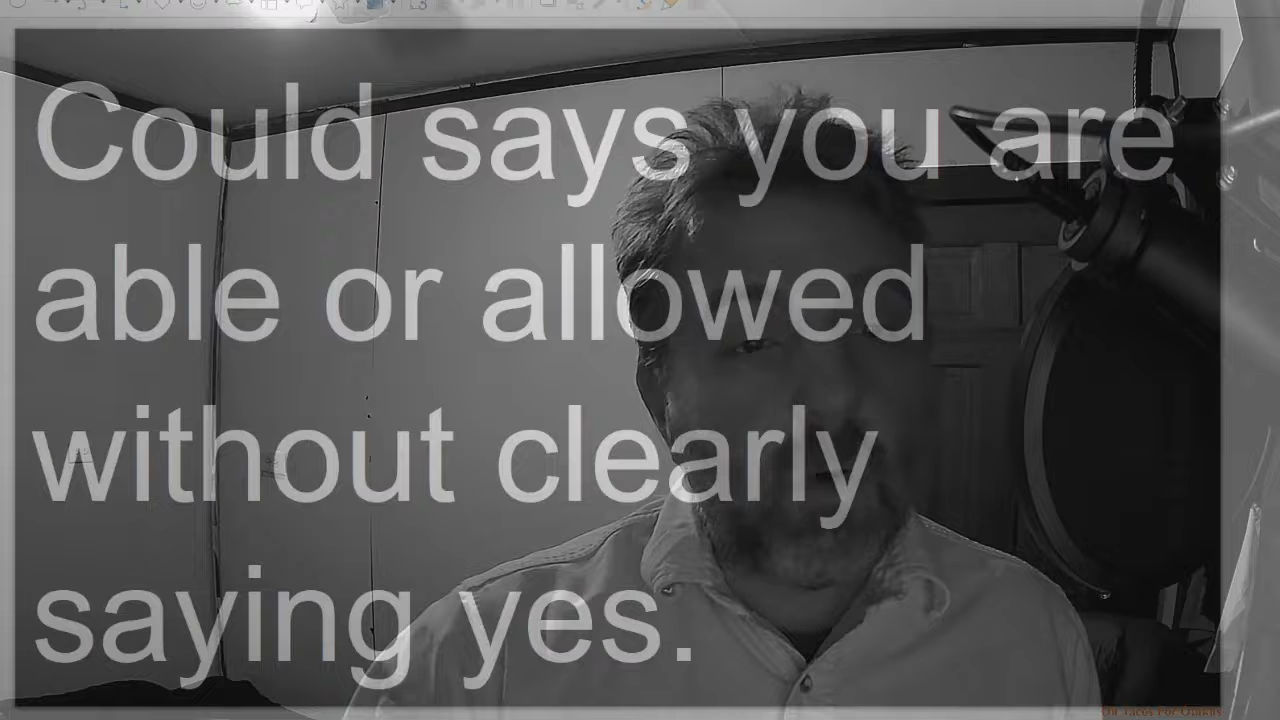 Could says you are
able or allowed
without clearly
saying yes.